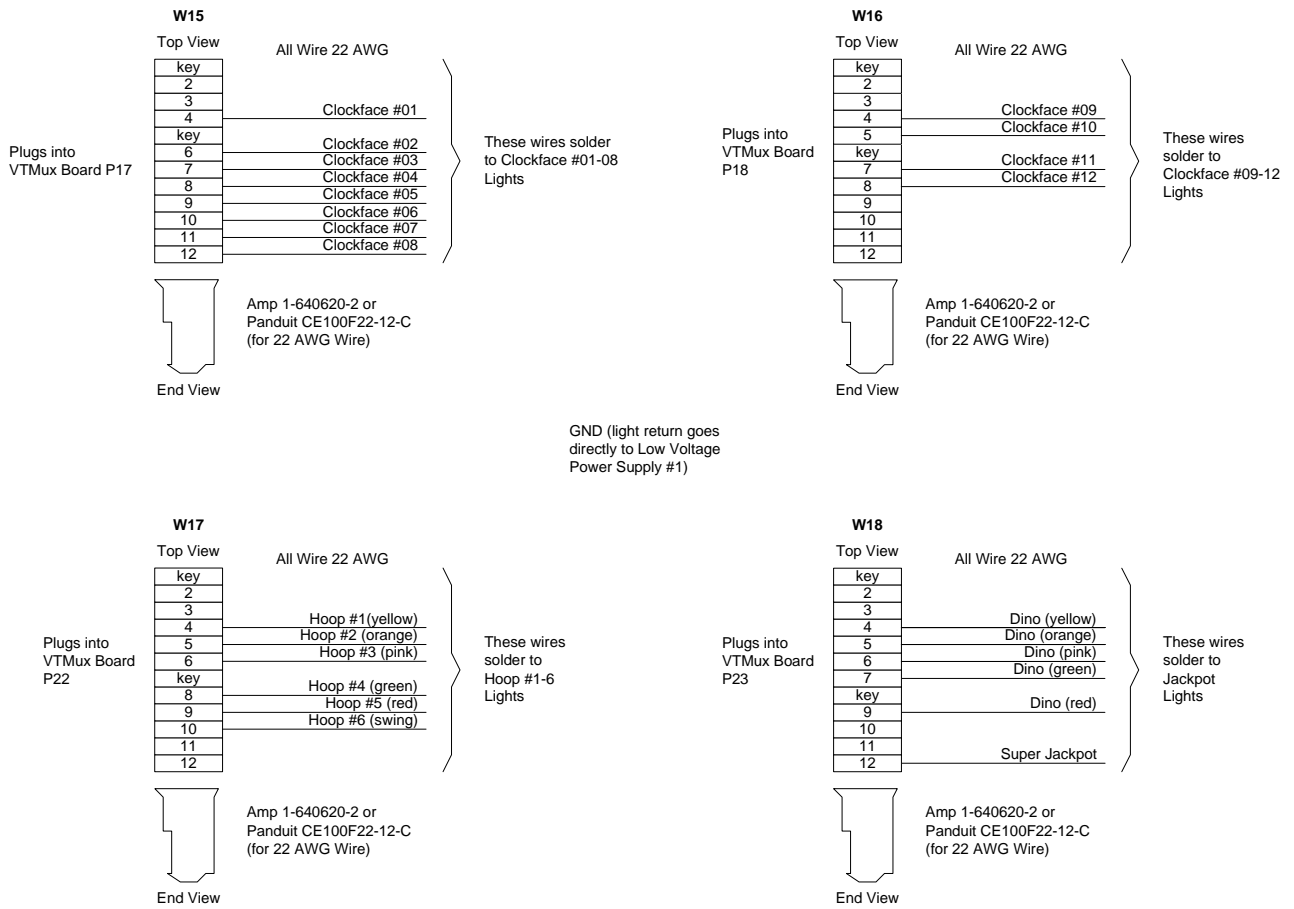 W15
Top View
All Wire 22 AWG
key
2
3
4
key
6
7
8
9
10
11
12
Clockface #01
Clockface #02
Clockface #03
Clockface #04
Clockface #05
Clockface #06
Clockface #07
Clockface #08
Plugs into
VTMux Board P17
These wires solder
to Clockface #01-08
Lights
Amp 1-640620-2 or
Panduit CE100F22-12-C
(for 22 AWG Wire)
End View
W16
Top View
All Wire 22 AWG
key
2
3
4
5
key
7
8
9
10
11
12
Clockface #09
Clockface #10
Clockface #11
Clockface #12
Plugs into
VTMux Board
P18
These wires
solder to
Clockface #09-12
Lights
Amp 1-640620-2 or
Panduit CE100F22-12-C
(for 22 AWG Wire)
End View
GND (light return goes
directly to Low Voltage
Power Supply #1)
W17
Top View
All Wire 22 AWG
key
2
3
4
5
6
key
8
9
10
11
12
Hoop #1(yellow)
Hoop #2 (orange)
Hoop #3 (pink)
Hoop #4 (green)
Hoop #5 (red)
Hoop #6 (swing)
Plugs into
VTMux Board
P22
These wires
solder to
Hoop #1-6
Lights
Amp 1-640620-2 or
Panduit CE100F22-12-C
(for 22 AWG Wire)
End View
W18
Top View
All Wire 22 AWG
key
2
3
4
5
6
7
key
9
10
11
12
Dino (yellow)
Dino (orange)
Dino (pink)
Dino (green)
Dino (red)
Super Jackpot
Plugs into
VTMux Board
P23
These wires
solder to
Jackpot
Lights
Amp 1-640620-2 or
Panduit CE100F22-12-C
(for 22 AWG Wire)
End View